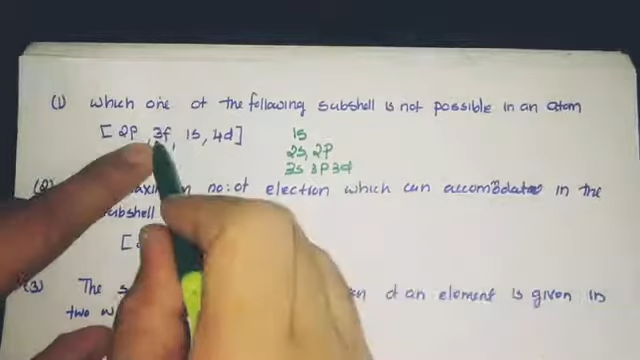 (1) which one of the following subshell is not possible in an atom
[ 2p, 3f, 1s, 4d]
1s
2s, 2p
3s 3p 3d
no: of election which can accomōdate in the
subshell
(3) The
of an element is given in
two